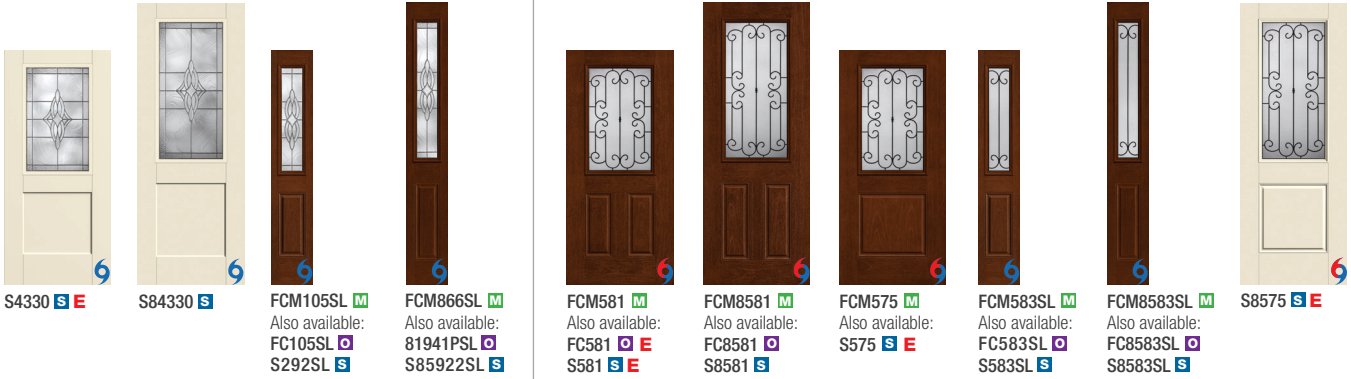 S4330 S E
S84330 S
FCM105SL M
Also available:
FC105SL O
S292SL S
FCM866SL M
Also available:
81941PSL O
S85922SL S
FCM581 M
Also available:
FC581 O E
S581 S E
FCM8581 M
Also available:
FC8581 O
S8581 S
FCM575 M
Also available:
S575 S E
FCM583SL M
Also available:
FC583SL O
S583SL S
FCM8583SL M
Also available:
FC8583SL O
S8583SL S
S8575 S E